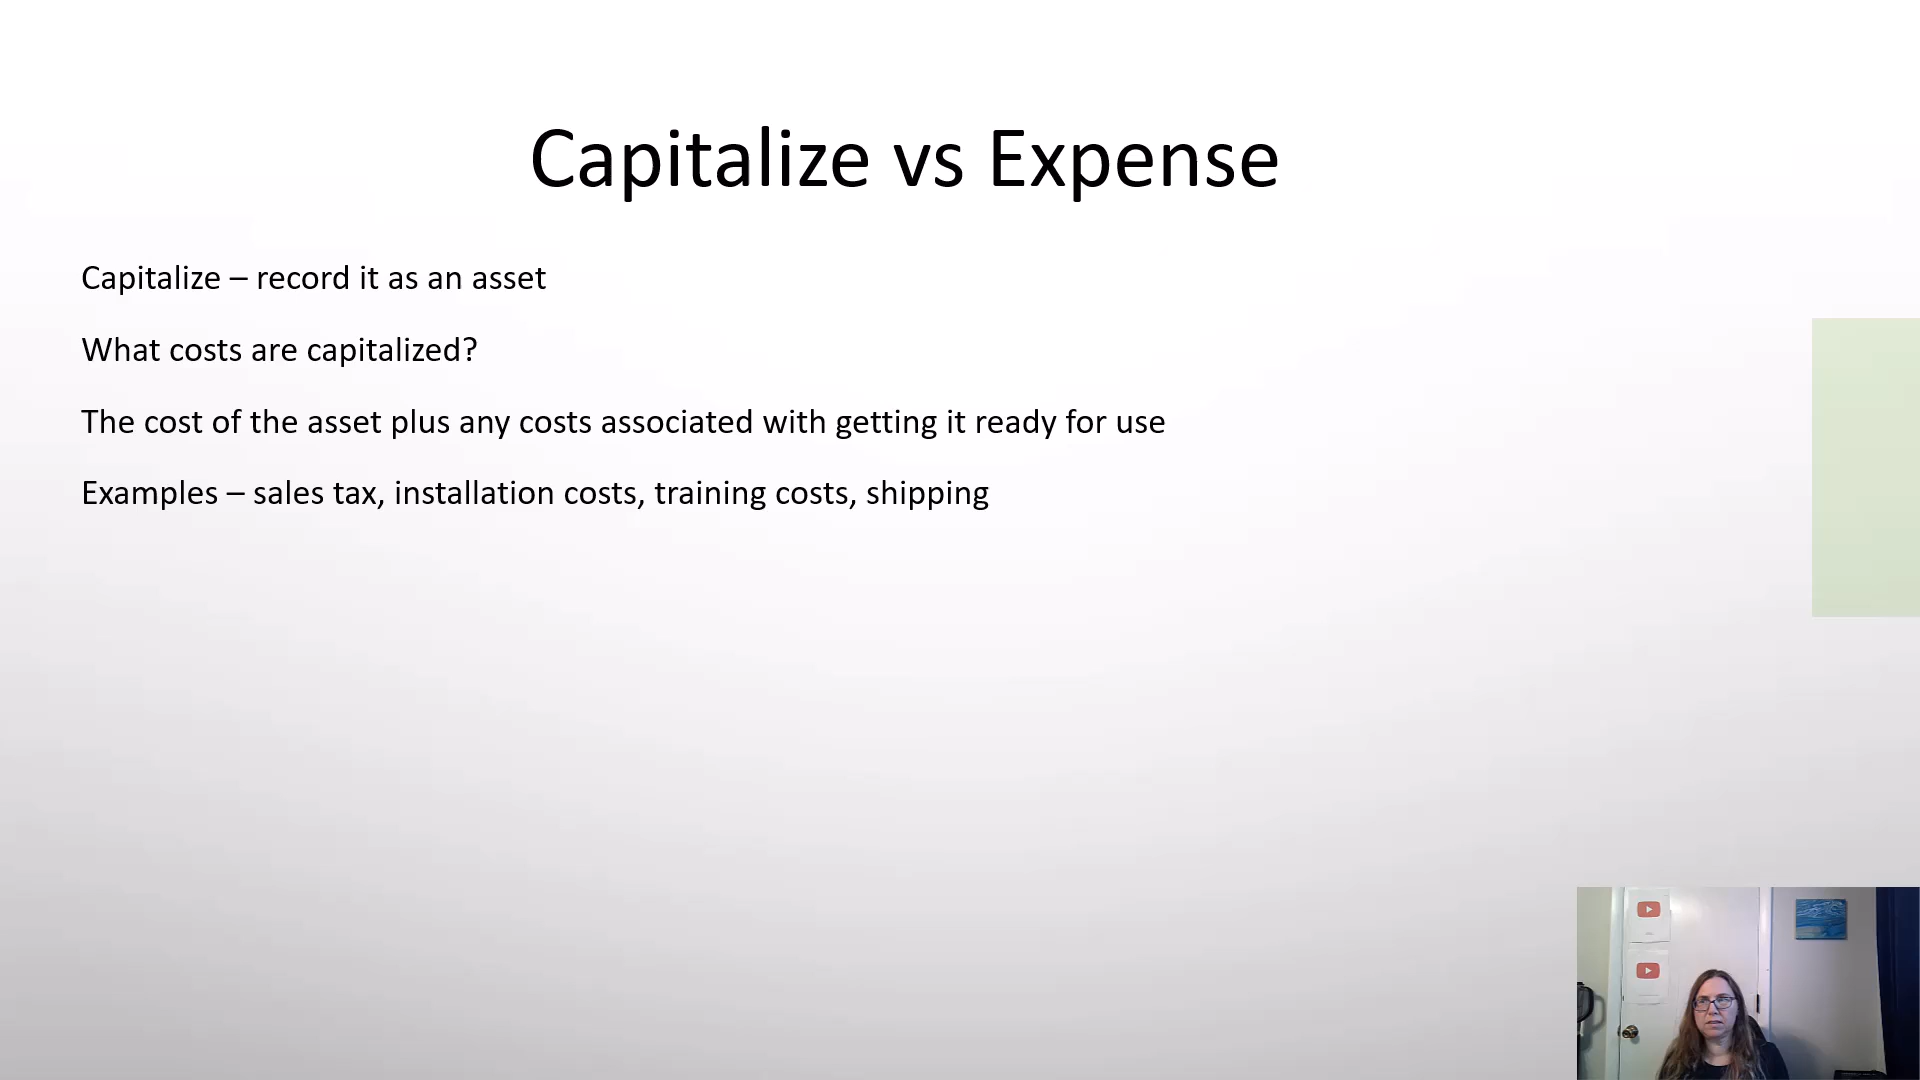 Capitalize vs Expense
Capitalize – record it as an asset
What costs are capitalized?
The cost of the asset plus any costs associated with getting it ready for use
Examples – sales tax, installation costs, training costs, shipping